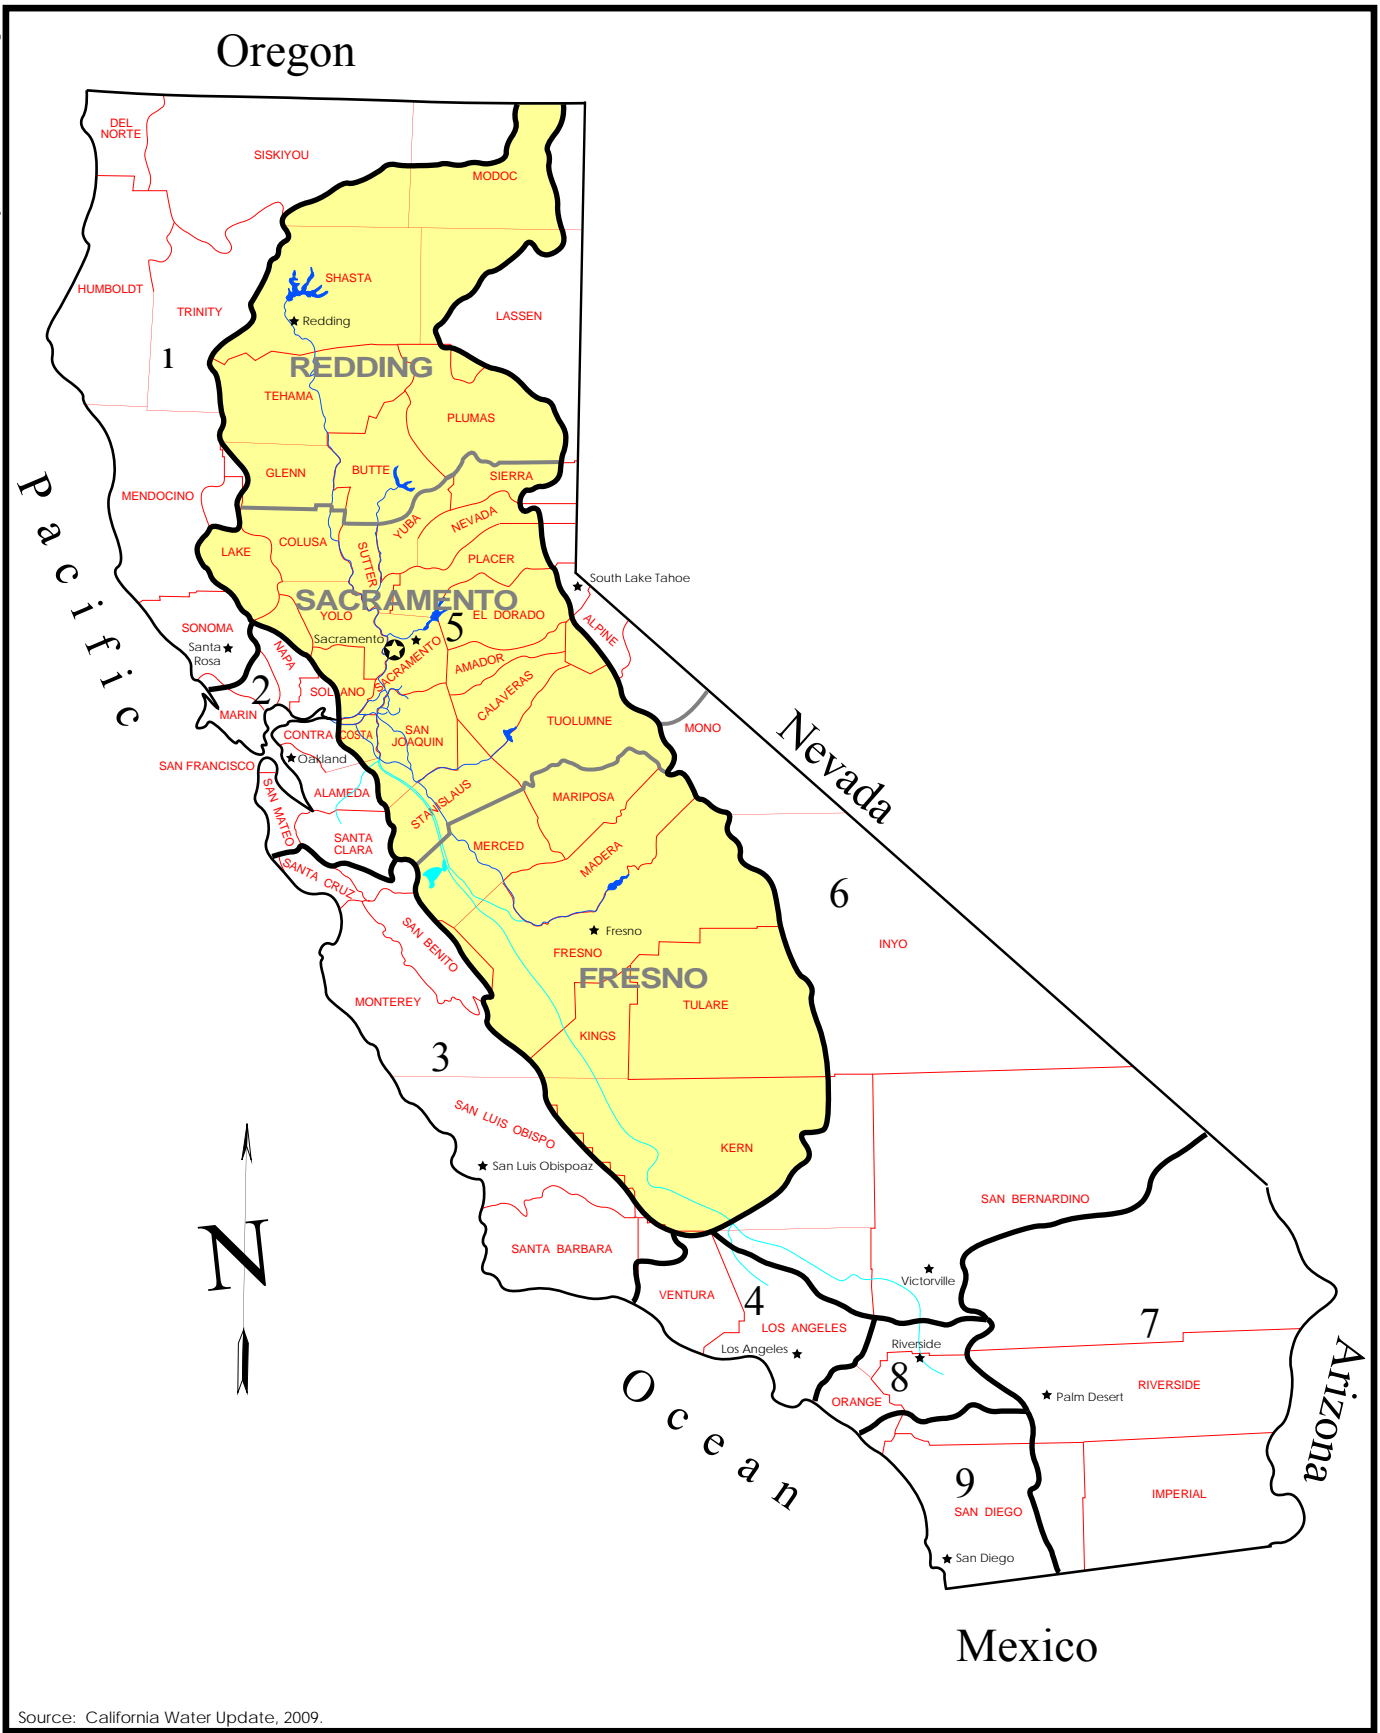 Oregon
DEL
NORTE
SISKIYOU
MODOC
HUMBOLDT
TRINITY
SHASTA
LASSEN
Redding
1
REDDING
TEHAMA
PLUMAS
GLENN
BUTTE
SIERRA
MENDOCINO
COLUSA
SUTTER
YUBA
NEVADA
LAKE
PLACER
South Lake Tahoe
SACRAMENTO
YOLO
EL DORADO
5
ALPINE
SONOMA
Santa
Rosa
NAPA
Sacramento
SACRAMENTO
AMADOR
2
SOLANO
CALAVERAS
MARIN
TUOLUMNE
MONO
CONTRA COSTA
SAN
JOAQUIN
Oakland
SAN FRANCISCO
SAN MATEO
ALAMEDA
STANISLAUS
MARIPOSA
SANTA
CLARA
MERCED
MADERA
SANTA CRUZ
6
SAN BENITO
Fresno
FRESNO
INYO
FRESNO
MONTEREY
TULARE
KINGS
3
SAN LUIS OBISPO
San Luis Obispoaz
KERN
SAN BERNARDINO
SANTA BARBARA
Victorville
VENTURA
4
LOS ANGELES
Los Angeles
7
Riverside
8
ORANGE
RIVERSIDE
Palm Desert
9
SAN DIEGO
IMPERIAL
San Diego
Pacific
Ocean
Nevada
Arizona
Mexico
N
Source: California Water Update, 2009.